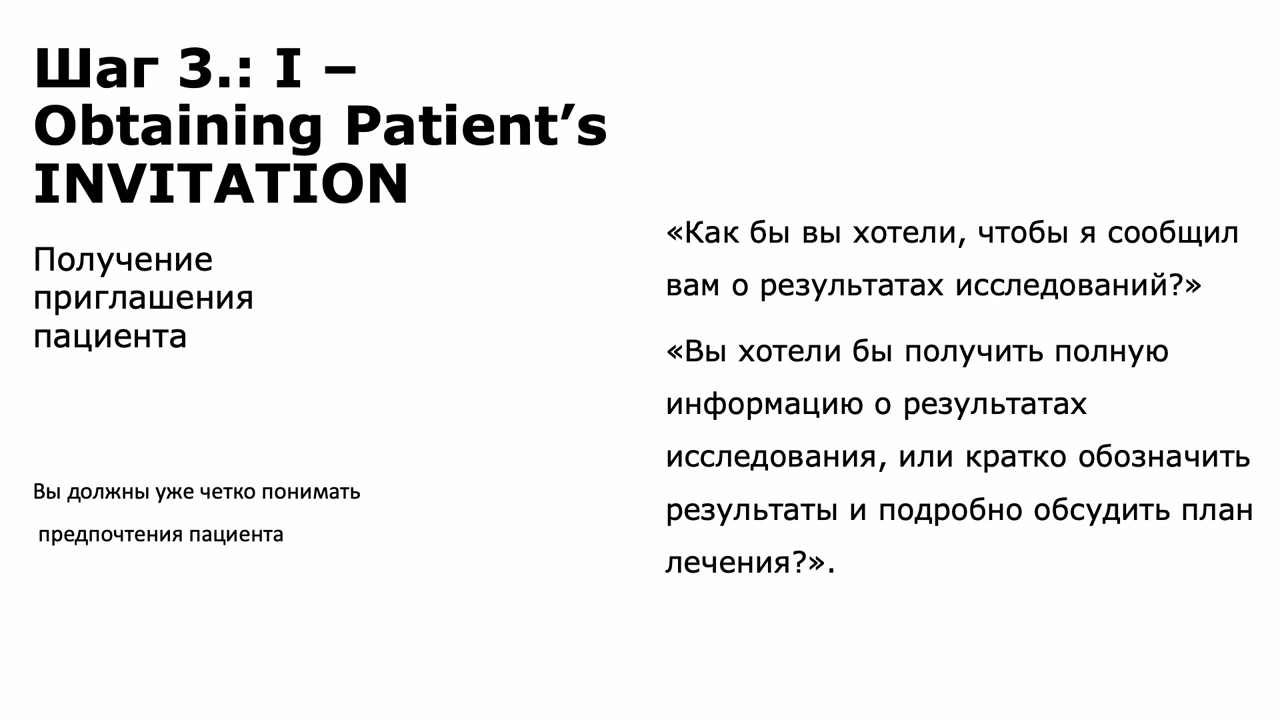 Шаг 3.: I –
Obtaining Patient’s
INVITATION
Получение
приглашения
пациента
Вы должны уже четко понимать
предпочтения пациента
«Как бы вы хотели, чтобы я сообщил
вам о результатах исследований?»
«Вы хотели бы получить полную
информацию о результатах
исследования, или кратко обозначить
результаты и подробно обсудить план
лечения?».